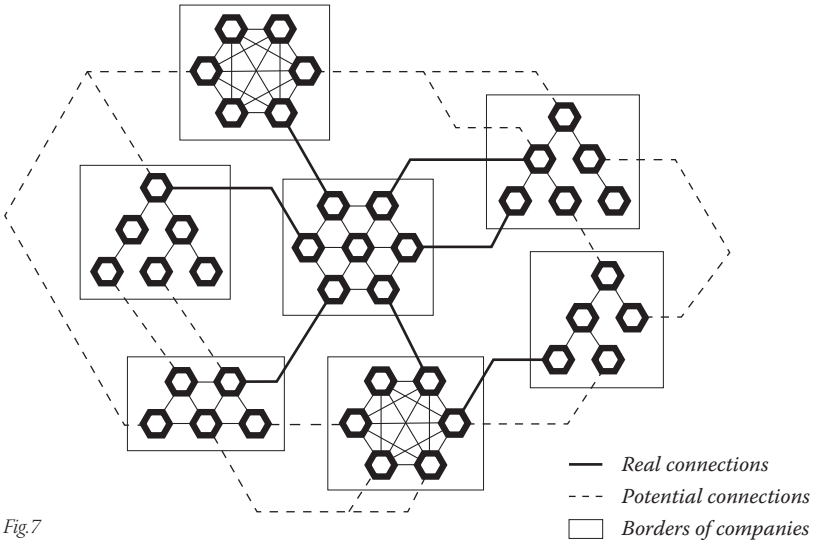 Real connections
Potential connections
Borders of companies
Fig.7